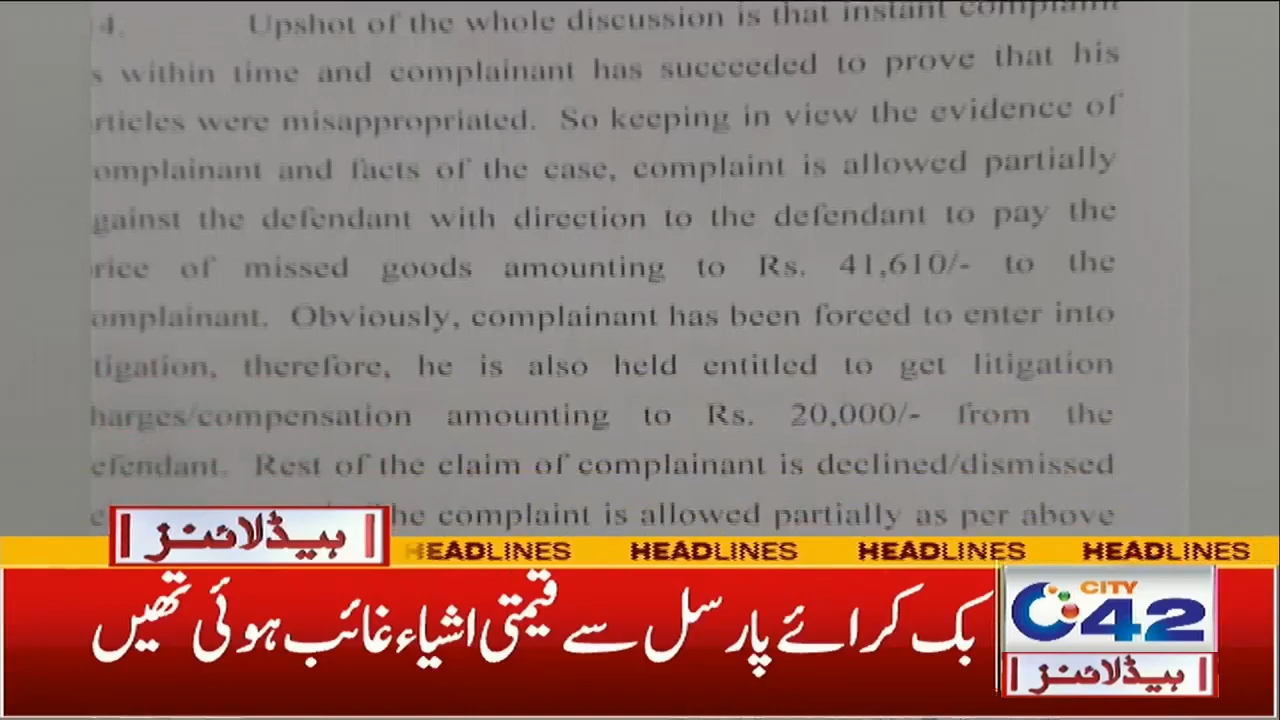 4. Upshot of the whole discussion is that instant complaint
s within time and complainant has succeeded to prove that his
rticles were misappropriated. So keeping in view the evidence of
omplainant and facts of the case, complaint is allowed partially
gainst the defendant with direction to the defendant to pay the
rice of missed goods amounting to Rs. 41,610/- to the
omplainant. Obviously, complainant has been forced to enter into
tigation, therefore, he is also held entitled to get litigation
harges/compensation amounting to Rs. 20,000/- from the
efendant. Rest of the claim of complainant is declined/dismissed
the complaint is allowed partially as per above
ہیڈلائنز
HEADLINES HEADLINES HEADLINES HEADLINES
بک کرائے پارسل سے قیمتی اشیاء غائب ہوئی تھیں
CITY
42
ہیڈلائنز